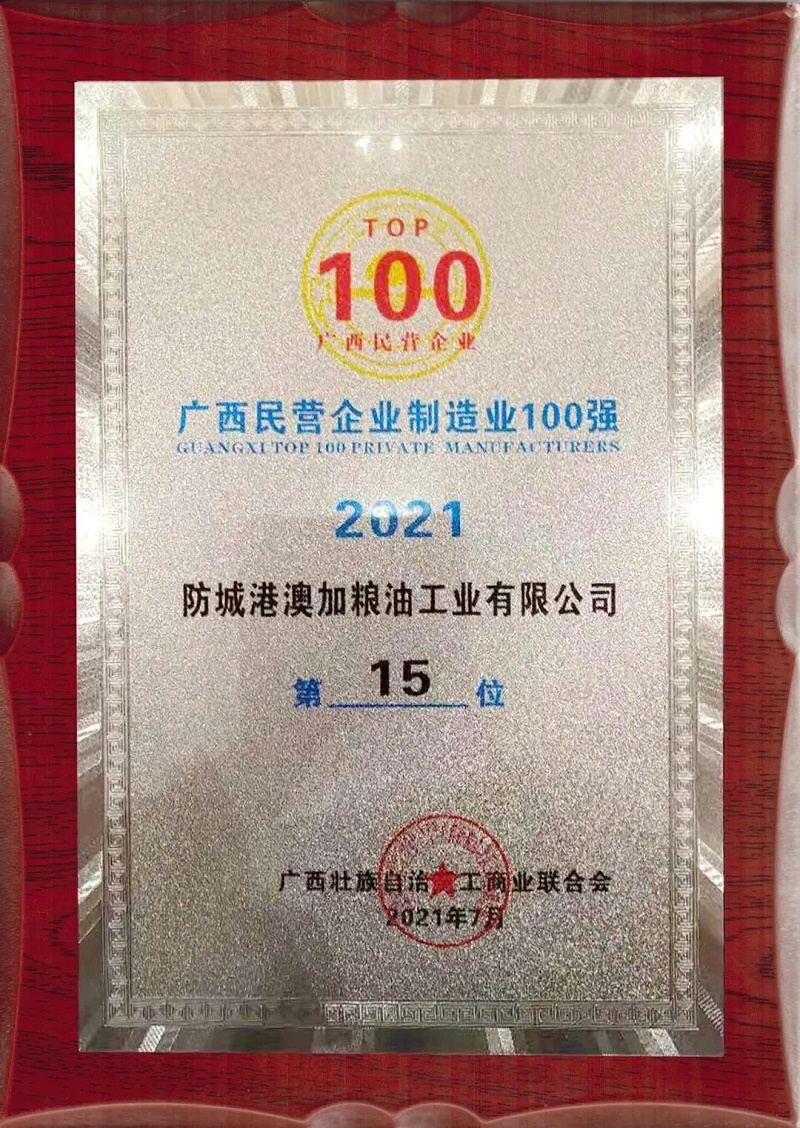 TOP
100
广西民营企业
广西民营企业制造业100强
GUANGXI TOP 100 PRIVATE MANUFACTURERS
2021
防城港澳加粮油工业有限公司
第 15 位
广西壮族自治 工商业联合会
2021年7月